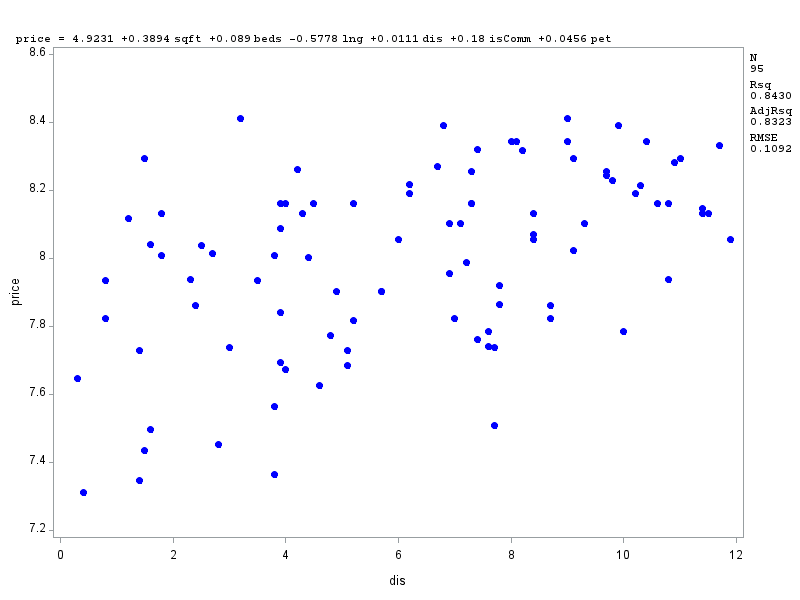 price = 4.9231 +0.3894 sqft +0.089 beds -0.5778 lng +0.0111 dis +0.18 isComm +0.0456 pet
N
95
Rsq
0.8430
AdjRsq
0.8323
RMSE
0.1092
8.6
8.4
8.2
8
7.8
7.6
7.4
7.2
price
0 2 4 6 8 10 12
dis